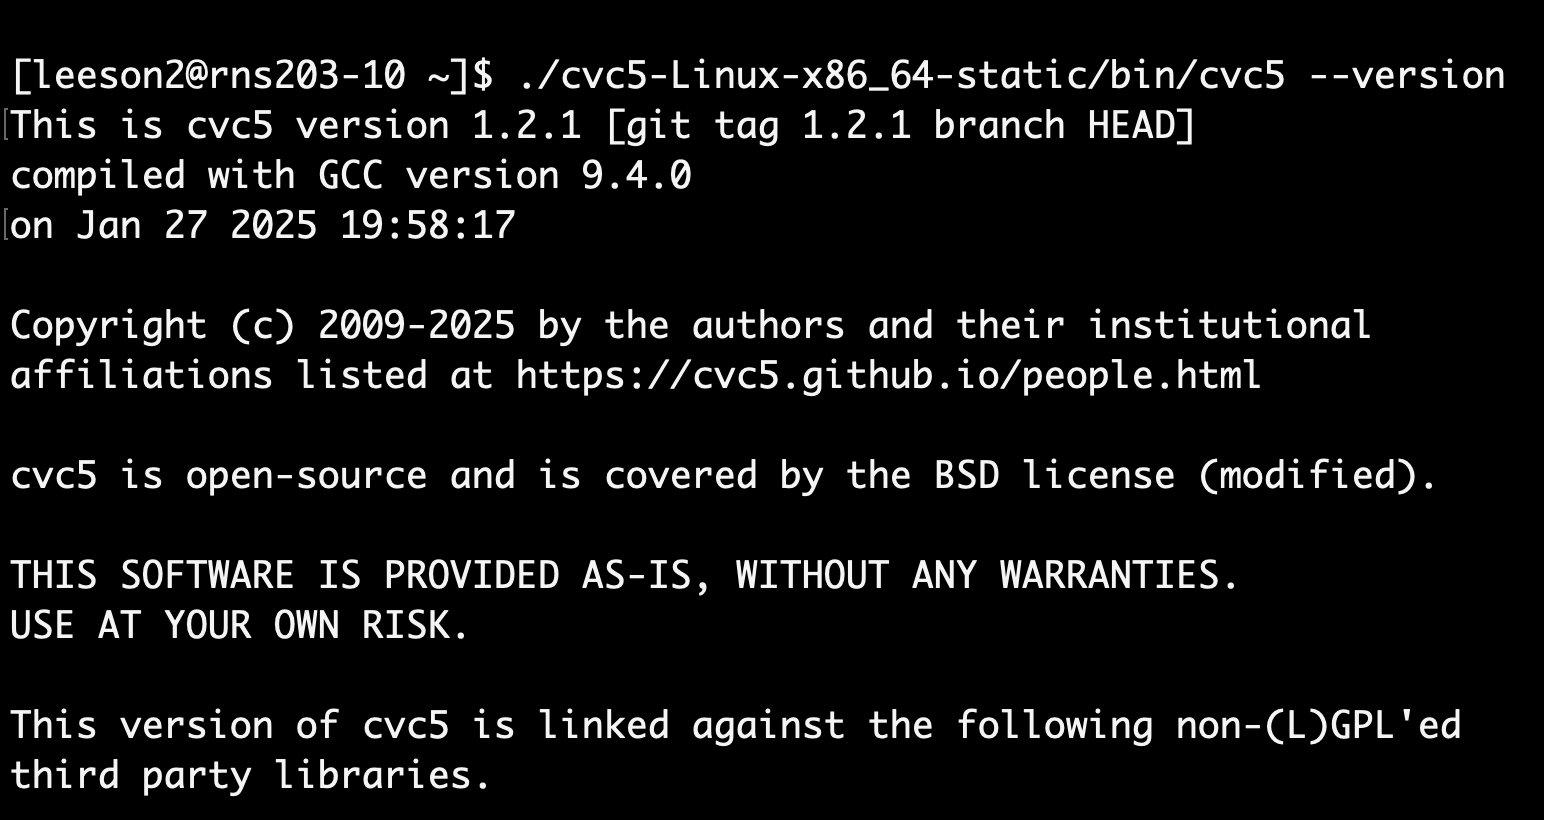 [leeson2@rns203-10 ~]$ ./cvc5-Linux-x86_64-static/bin/cvc5 --version
This is cvc5 version 1.2.1 [git tag 1.2.1 branch HEAD]
compiled with GCC version 9.4.0
on Jan 27 2025 19:58:17

Copyright (c) 2009-2025 by the authors and their institutional
affiliations listed at https://cvc5.github.io/people.html

cvc5 is open-source and is covered by the BSD license (modified).

THIS SOFTWARE IS PROVIDED AS-IS, WITHOUT ANY WARRANTIES.
USE AT YOUR OWN RISK.

This version of cvc5 is linked against the following non-(L)GPL'ed
third party libraries.